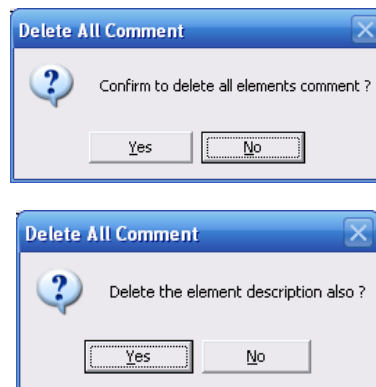 Delete All Comment
Confirm to delete all elements comment ?
Yes No
Delete All Comment
Delete the element description also ?
Yes No